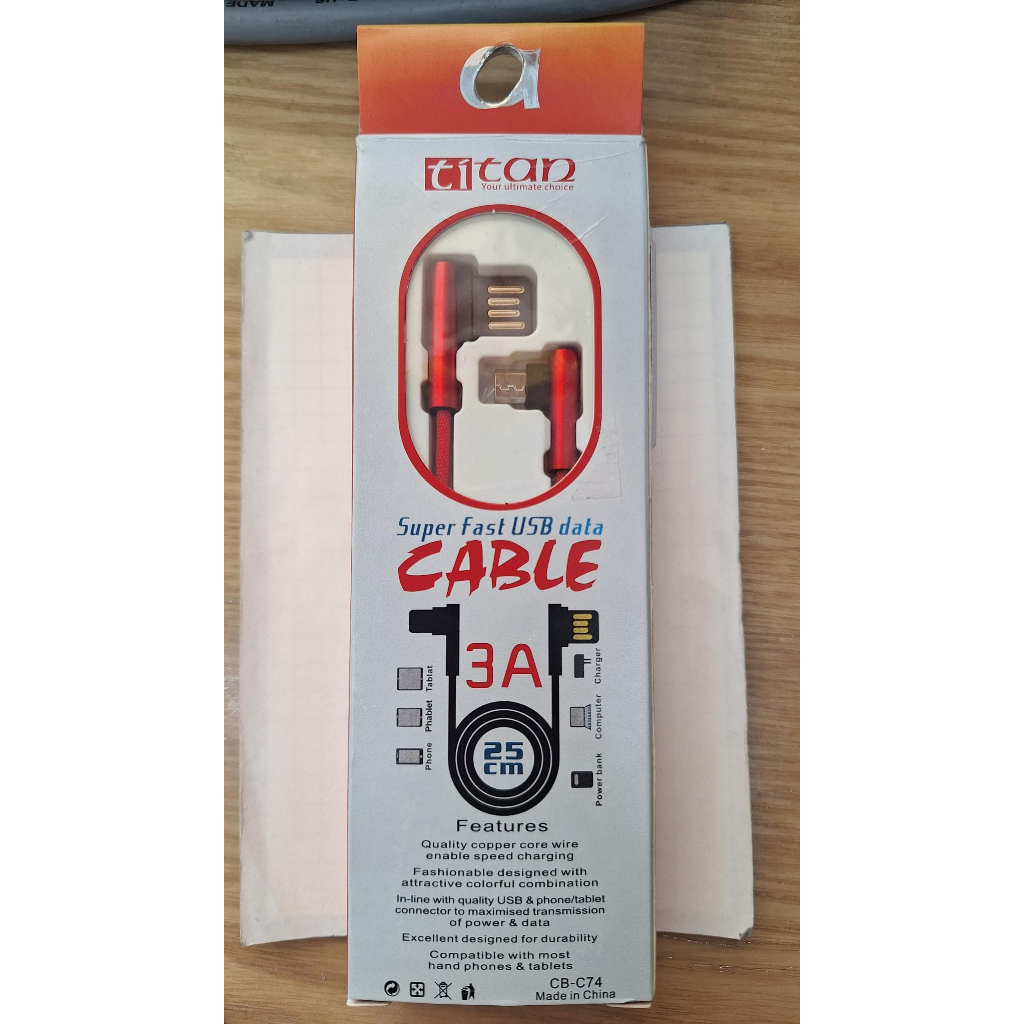 MADE
a
titan
Your ultimate choice
Super Fast USB data
CABLE
3A
Tablat
Phablet
Phone
Charger
Computer
Power bank
25
cm
Features
Quality copper core wire
enable speed charging
Fashionable designed with
attractive colorful combination
In-line with quality USB & phone/tablet
connector to maximised transmission
of power & data
Excellent designed for durability
Compatible with most
hand phones & tablets
CB-C74
Made in China